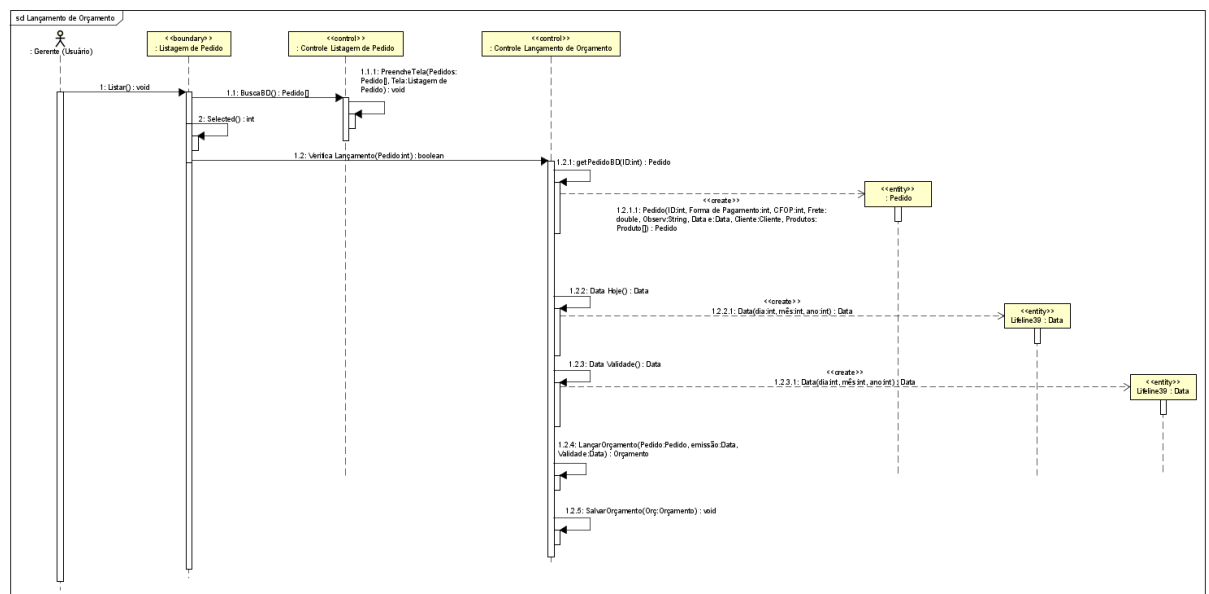 sd Lançamento de Orçamento
: Gerente (Usuário)
<<boundary>>
: Listagem de Pedido
<<control>>
: Controle Listagem de Pedido
<<control>>
: Controle Lançamento de Orçamento
1.1.1: PreencheTela(Pedidos:
Pedido[], Tela:Listagem de
Pedido) : void
1: Listar() : void
1.1: BuscaBD() : Pedido[]
2: Selected() : int
1.2: Verifica Lançamento(Pedido:int) : boolean
1.2.1: getPedidoBD(ID:int) : Pedido
<<create>>
1.2.1.1: Pedido(ID:int, Forma de Pagamento:int, CFOP:int, Frete:
double, Observ:String, Data e:Data, Cliente:Cliente, Produtos:
Produto[]) : Pedido
<<entity>>
: Pedido
1.2.2: Data Hoje() : Data
<<create>>
1.2.2.1: Data(dia:int, mês:int, ano:int) : Data
<<entity>>
Lifeline39 : Data
1.2.3: Data Validade() : Data
<<create>>
1.2.3.1: Data(dia:int, mês:int, ano:int) : Data
<<entity>>
Lifeline39 : Data
1.2.4: LançarOrçamento(Pedido:Pedido, emissão:Data,
Validade:Data) : Orçamento
1.2.5: SalvarOrçamento(Orç:Orçamento) : void